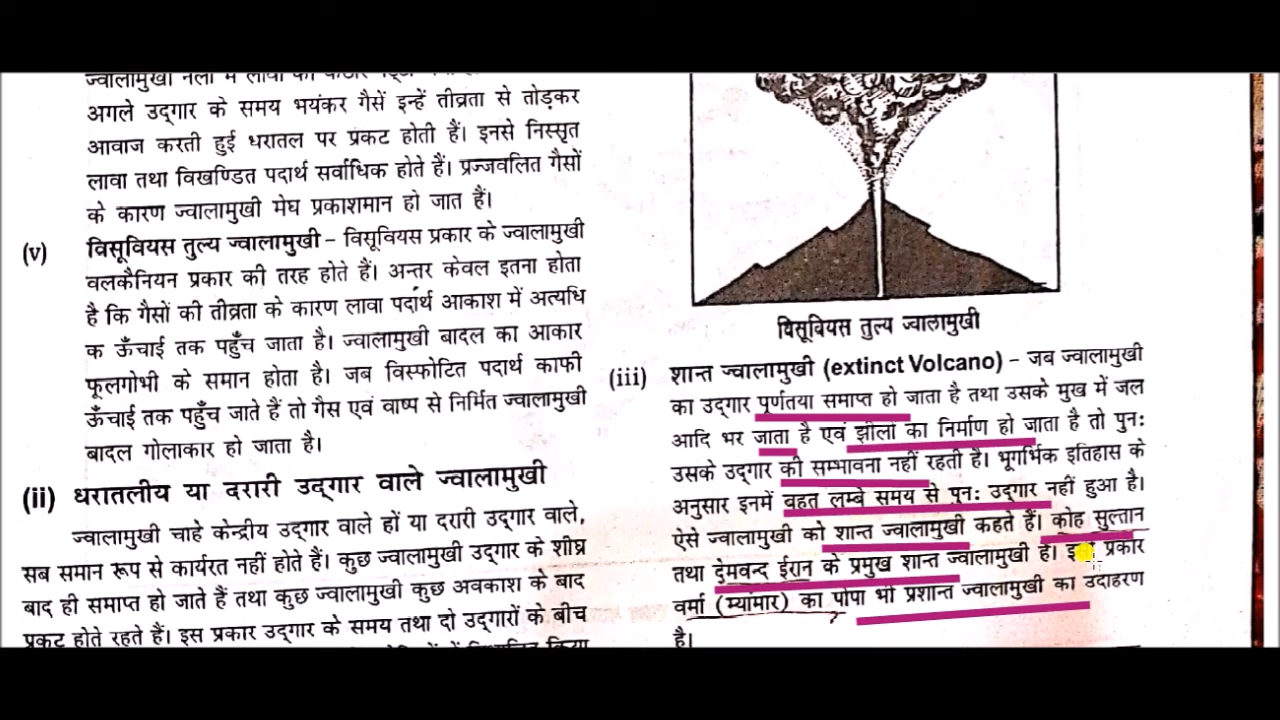 ज्वालामुखी नली में लावा
अगले उद्गार के समय भयंकर गैसें इन्हें तीव्रता से तोड़कर
आवाज करती हुई धरातल पर प्रकट होती हैं। इनसे निस्सृत
लावा तथा विखण्डित पदार्थ सर्वाधिक होते हैं। प्रज्जवलित गैसों
के कारण ज्वालामुखी मेघ प्रकाशमान हो जात हैं।
(v) विसूवियस तुल्य ज्वालामुखी – विसूवियस प्रकार के ज्वालामुखी
वलकैनियन प्रकार की तरह होते हैं। अन्तर केवल इतना होता
है कि गैसों की तीव्रता के कारण लावा पदार्थ आकाश में अत्यधि
क ऊँचाई तक पहुँच जाता है। ज्वालामुखी बादल का आकार
फूलगोभी के समान होता है। जब विस्फोटित पदार्थ काफी
ऊँचाई तक पहुँच जाते हैं तो गैस एवं वाष्प से निर्मित ज्वालामुखी
बादल गोलाकार हो जाता है।
(ii) धरातलीय या दरारी उद्गार वाले ज्वालामुखी
ज्वालामुखी चाहे केन्द्रीय उद्गार वाले हों या दरारी उद्गार वाले,
सब समान रूप से कार्यरत नहीं होते हैं। कुछ ज्वालामुखी उद्गार के शीघ्र
बाद ही समाप्त हो जाते हैं तथा कुछ ज्वालामुखी कुछ अवकाश के बाद
प्रकट होते रहते हैं। इस प्रकार उद्गार के समय तथा दो उद्गारों के बीच
किया
विसूवियस तुल्य ज्वालामुखी
(iii) शान्त ज्वालामुखी (extinct Volcano) – जब ज्वालामुखी
का उद्गार पूर्णतया समाप्त हो जाता है तथा उसके मुख में जल
आदि भर जाता है एवं झीलों का निर्माण हो जाता है तो पुनः
उसके उद्गार की सम्भावना नहीं रहती है। भूगर्भिक इतिहास के
अनुसार इनमें बहुत लम्बे समय से पुनः उद्गार नहीं हुआ है।
ऐसे ज्वालामुखी को शान्त ज्वालामुखी कहते हैं। कोह सुल्तान
तथा देमवन्द ईरान के प्रमुख शान्त ज्वालामुखी है। प्रकार
वर्मा (म्यांमार) का पोपा भी प्रशान्त ज्वालामुखी का उदाहरण
है।